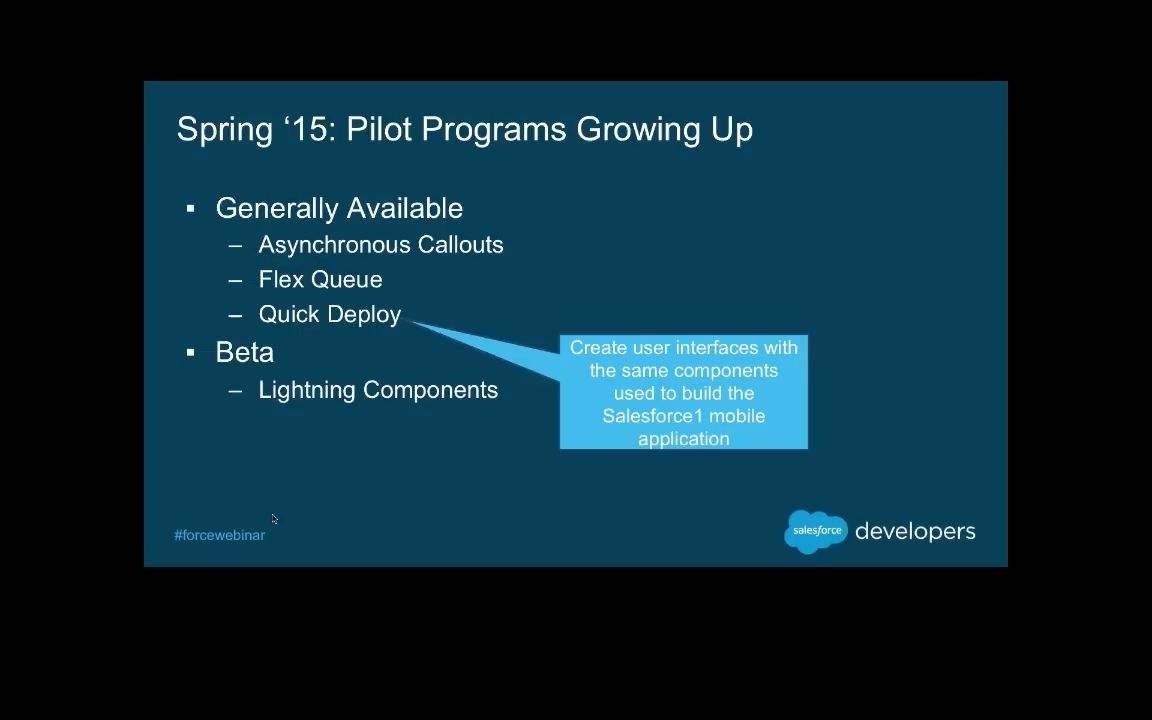 Spring ‘15: Pilot Programs Growing Up
▪ Generally Available
– Asynchronous Callouts
– Flex Queue
– Quick Deploy
▪ Beta
– Lightning Components
Create user interfaces with
the same components
used to build the
Salesforce1 mobile
application
#forcewebinar
salesforce developers